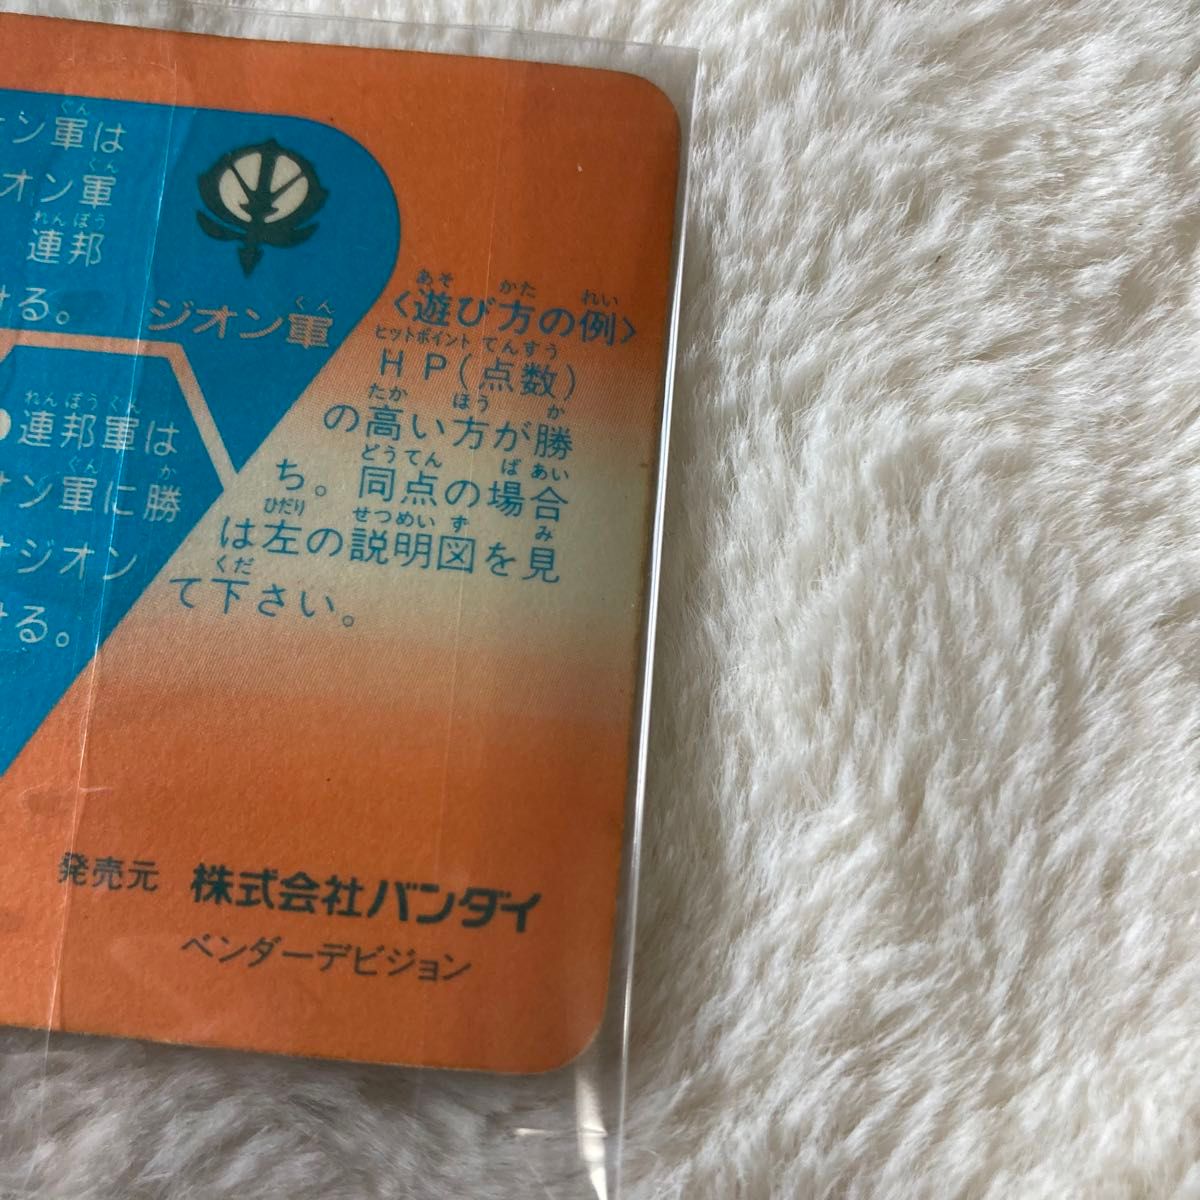 オン軍は
オン軍
連邦
ける。
ジオン軍
●連邦軍は
オン軍に勝
ジオン
ける。
<遊び方の例>
HP(点数)
の高い方が勝
ち。同点の場合
は左の説明図を見
て下さい。
発売元 株式会社バンダイ
ベンダーデビジョン